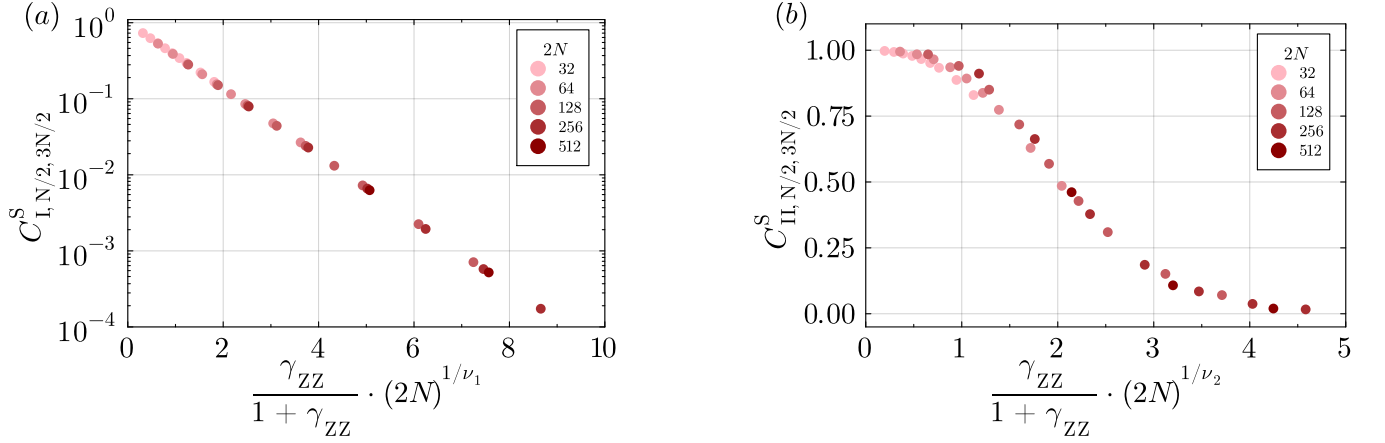 (a)
10^0
10^{-1}
10^{-2}
10^{-3}
10^{-4}
C^S_{I, N/2, 3N/2}
2N
32
64
128
256
512
0 2 4 6 8 10
γ_ZZ / (1 + γ_ZZ) · (2N)^{1/ν_1}
(b)
1.00
0.75
0.50
0.25
0.00
C^S_{II, N/2, 3N/2}
2N
32
64
128
256
512
0 1 2 3 4 5
γ_ZZ / (1 + γ_ZZ) · (2N)^{1/ν_2}